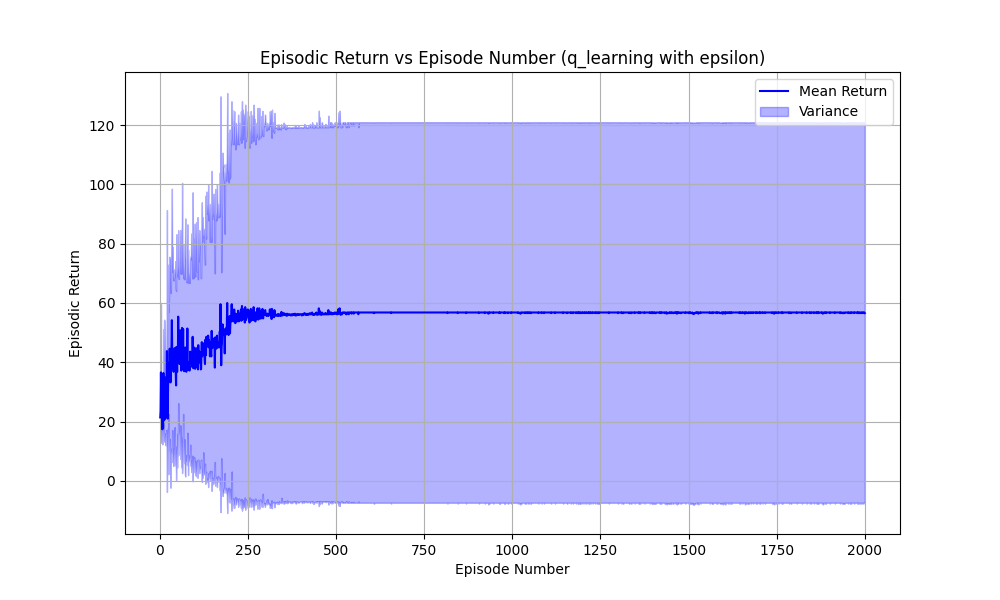 Episodic Return vs Episode Number (q_learning with epsilon)
Mean Return
Variance
Episodic Return
120
100
80
60
40
20
0
0 250 500 750 1000 1250 1500 1750 2000
Episode Number